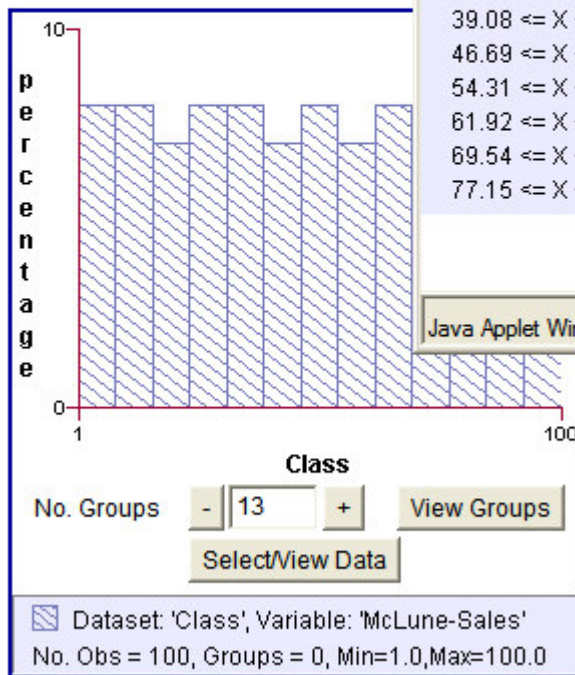 39.08 <= X
46.69 <= X
54.31 <= X
61.92 <= X
69.54 <= X
77.15 <= X
Java Applet Win
10
percentage
0
1
100
Class
No. Groups - 13 + View Groups
Select/View Data
Dataset: 'Class', Variable: 'McLune-Sales'
No. Obs = 100, Groups = 0, Min=1.0,Max=100.0